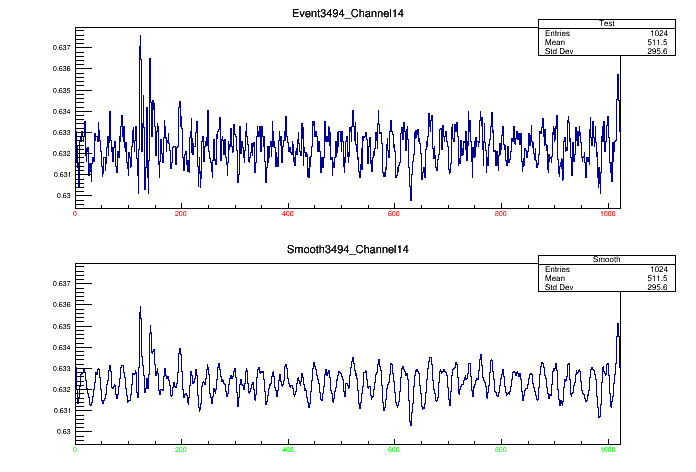 Event3494_Channel14
Test
Entries 1024
Mean 511.5
Std Dev 295.6
0.637
0.636
0.635
0.634
0.633
0.632
0.631
0.63
0 200 400 600 800 1000
Smooth3494_Channel14
Smooth
Entries 1024
Mean 511.5
Std Dev 295.6
0.637
0.636
0.635
0.634
0.633
0.632
0.631
0.63
0 200 400 600 800 1000